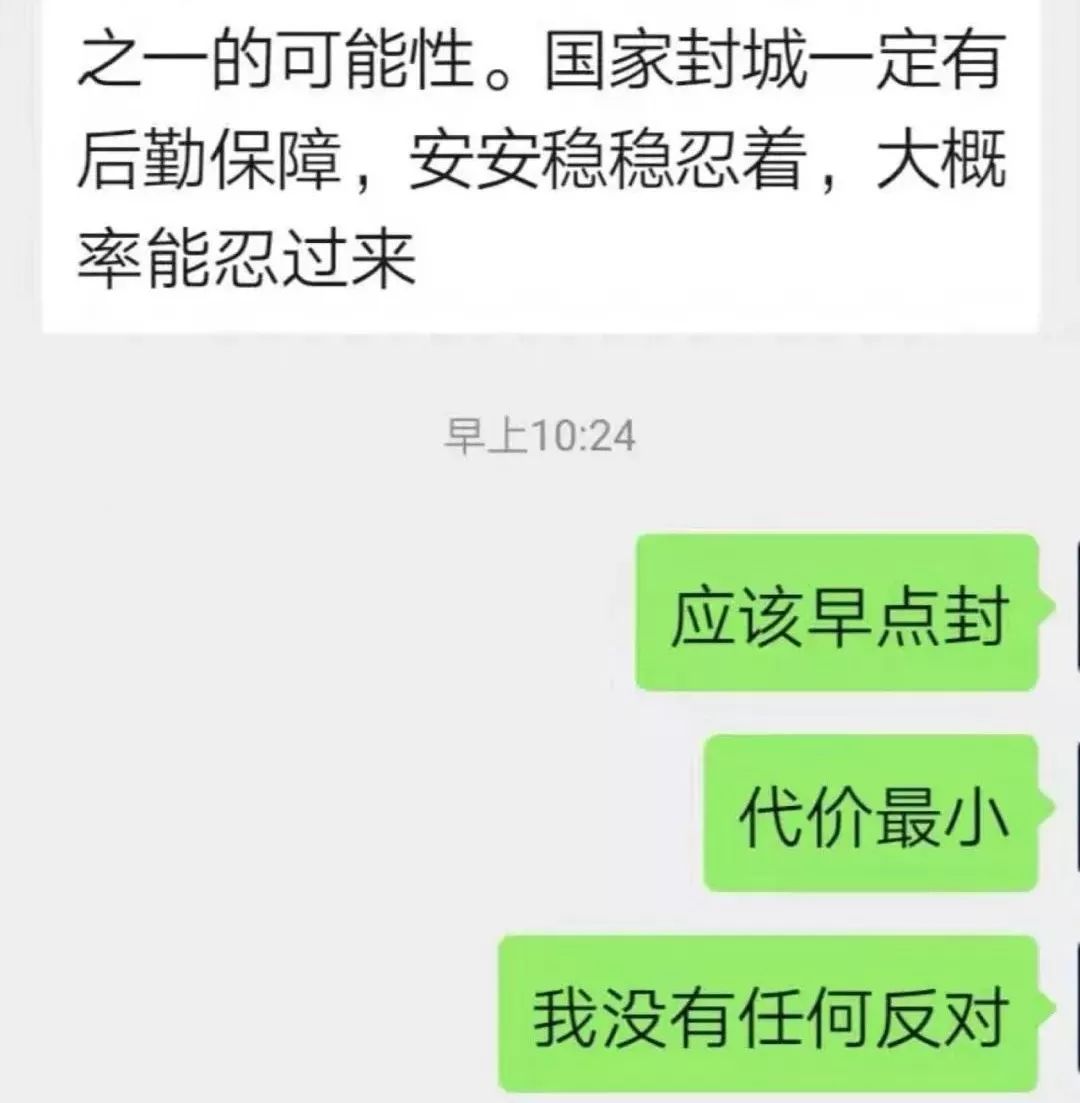 之一的可能性。国家封城一定有
后勤保障，安安稳稳忍着，大概
率能忍过来
早上10:24
应该早点封
代价最小
我没有任何反对